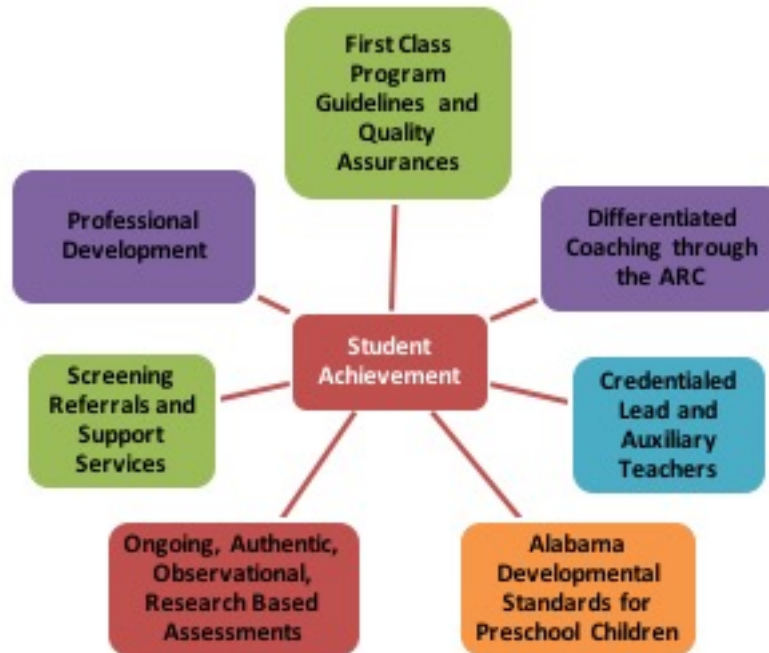 First Class
Program
Guidelines and
Quality
Assurances
Professional
Development
Differentiated
Coaching through
the ARC
Student
Achievement
Screening
Referrals and
Support
Services
Credentialed
Lead and
Auxiliary
Teachers
Ongoing, Authentic,
Observational,
Research Based
Assessments
Alabama
Developmental
Standards for
Preschool Children